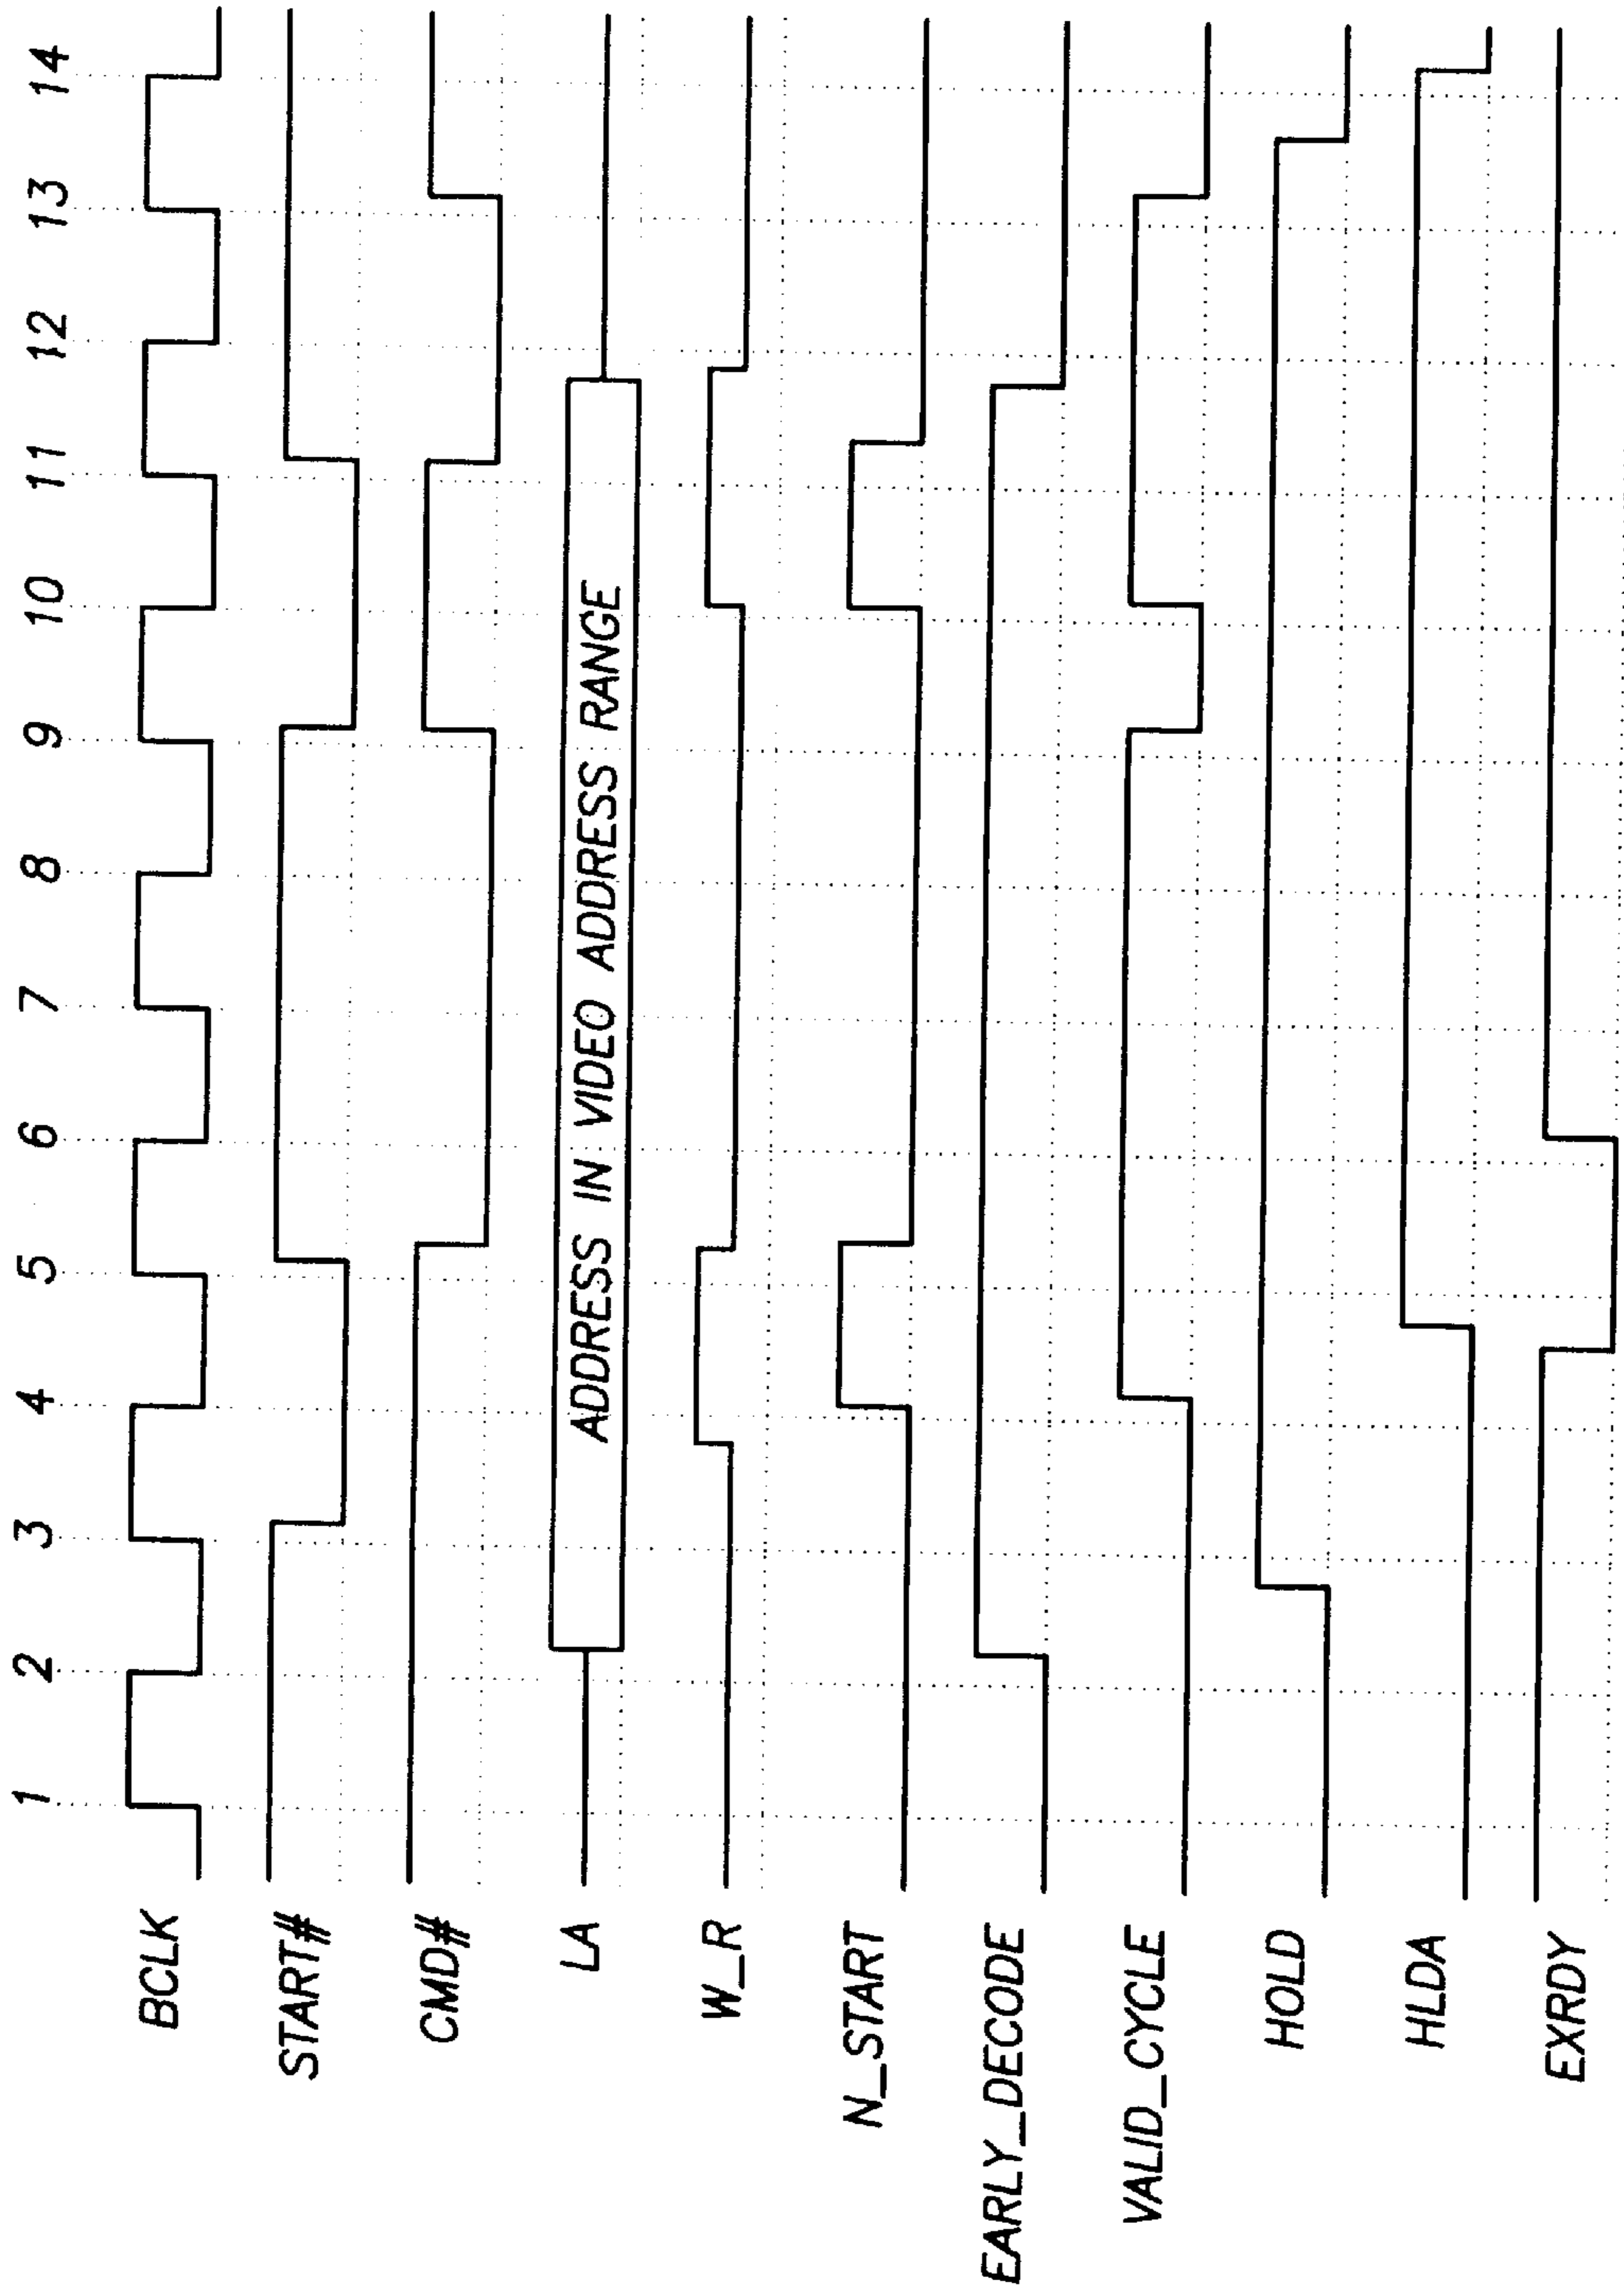 1 2 3 4 5 6 7 8 9 10 11 12 13 14
BCLK
START#
CMD#
LA
ADDRESS IN VIDEO ADDRESS RANGE
W_R
N_START
EARLY_DECODE
VALID_CYCLE
HOLD
HLDA
EXRDY